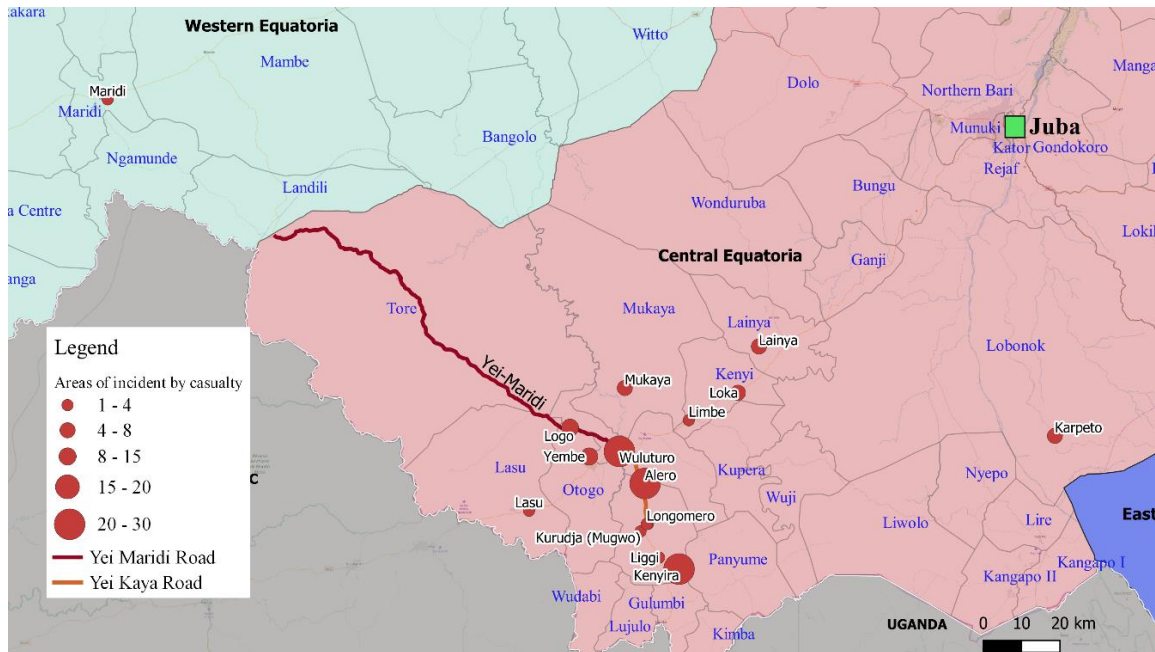 akara
Western Equatoria
Witto
Mambe
Dolo
Manga
Maridi
Maridi
Northern Bari
Bangolo
Munuki
Juba
Kator
Gondokoro
Ngamunde
Rejaf
Landili
Bungu
Wonduruba
a Centre
Lokil
Central Equatoria
Ganji
anga
Tore
Mukaya
Lainya
Lainya
Lobonok
Yei-Maridi
Kenyi
Mukaya
Loka
Limbe
Karpeto
Logo
Yembe
Wuluturo
Lasu
Alero
Kupera
Nyepo
C
Otogo
Wuji
Lasu
Longomero
Liwolo
Lire
East
Kurudja (Mugwo)
Liggi
Panyume
Kangapo I
Kenyira
Kangapo II
Wudabi
Gulumbi
Lujulo
Kimba
UGANDA
0 10 20 km
Legend
Areas of incident by casualty
1 - 4
4 - 8
8 - 15
15 - 20
20 - 30
Yei Maridi Road
Yei Kaya Road